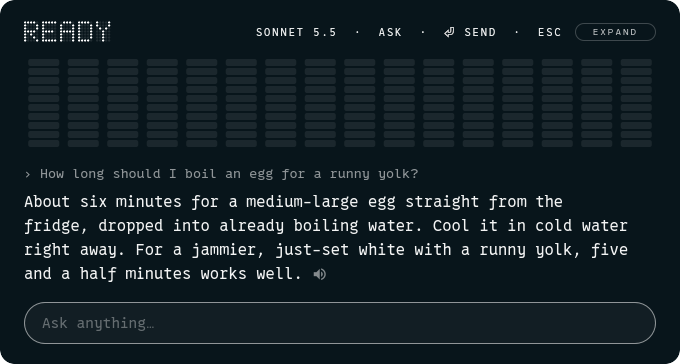 READY
SONNET 5.5 · ASK · ⏎ SEND · ESC EXPAND
› How long should I boil an egg for a runny yolk?
About six minutes for a medium-large egg straight from the
fridge, dropped into already boiling water. Cool it in cold water
right away. For a jammier, just-set white with a runny yolk, five
and a half minutes works well.
Ask anything…